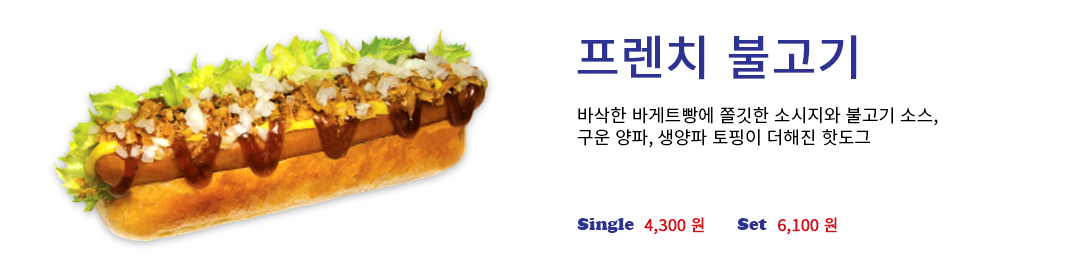 프렌치 불고기
바삭한 바게트빵에 쫄깃한 소시지와 불고기 소스,
구운 양파, 생양파 토핑이 더해진 핫도그
Single 4,300 원 Set 6,100 원